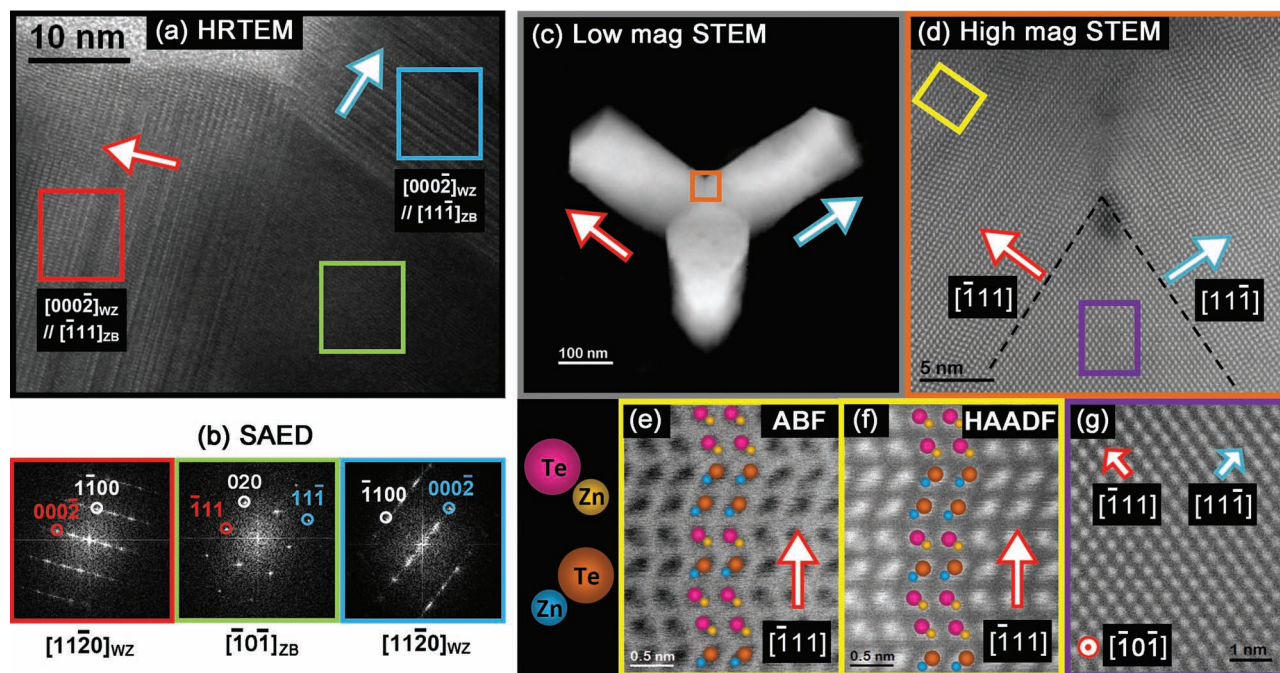 (a) HRTEM
10 nm
[0002̄]WZ
// [111̄]ZB
[0002̄]WZ
// [1̄11]ZB
(b) SAED
0002̄
1̄100
1̄11
020
111̄
1̄100
0002̄
[112̄0]WZ
[1̄01̄]ZB
[112̄0]WZ
(c) Low mag STEM
100 nm
(d) High mag STEM
[1̄11]
[111̄]
5 nm
Te
Zn
Te
Zn
(e)
ABF
[1̄11]
0.5 nm
(f)
HAADF
[1̄11]
0.5 nm
(g)
[1̄11]
[111̄]
[1̄01̄]
1 nm